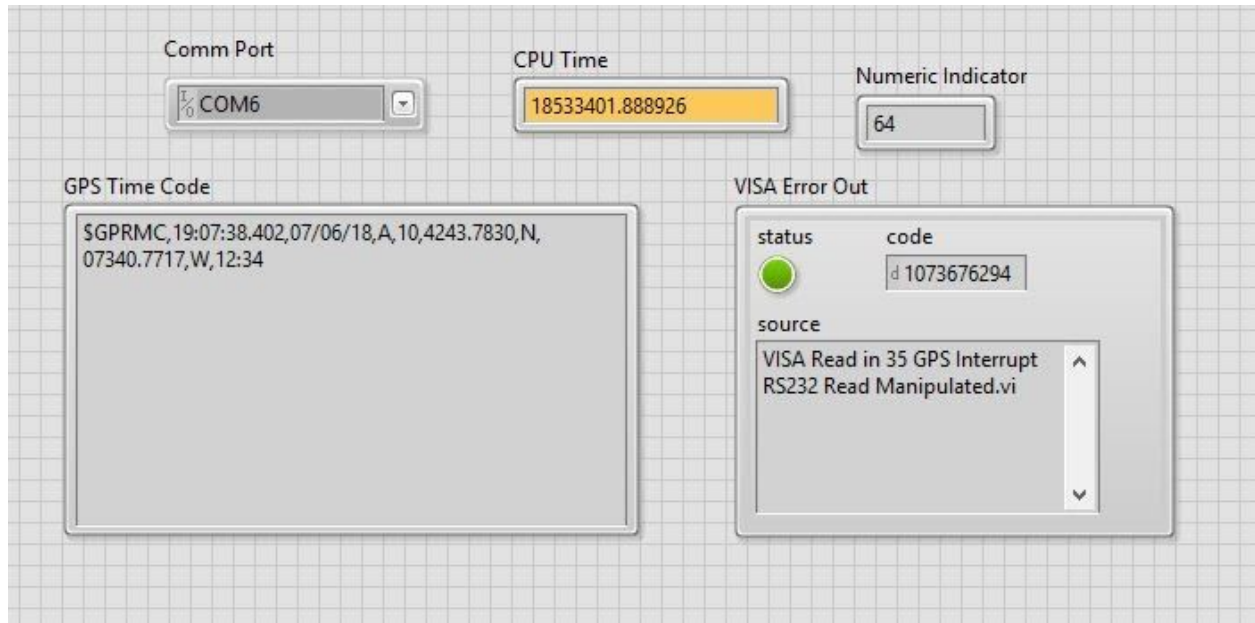 Comm Port
I/O COM6
CPU Time
18533401.888926
Numeric Indicator
64
GPS Time Code
$GPRMC,19:07:38.402,07/06/18,A,10,4243.7830,N,
07340.7717,W,12:34
VISA Error Out
status
code
d 1073676294
source
VISA Read in 35 GPS Interrupt
RS232 Read Manipulated.vi